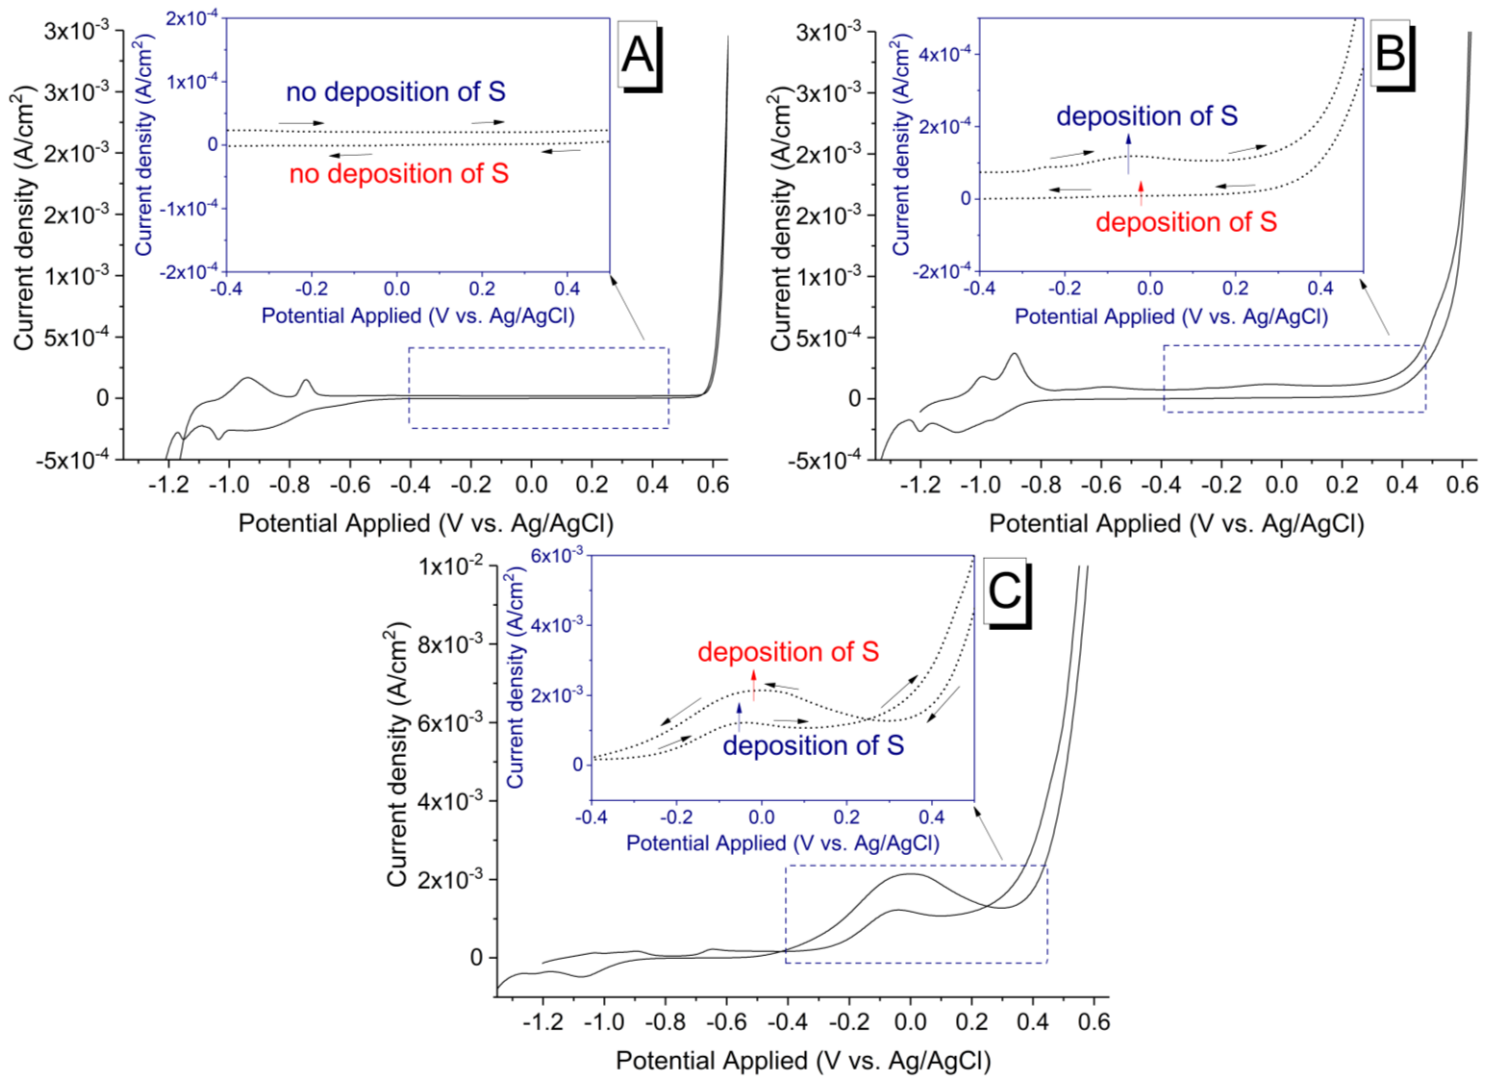 A
Current density (A/cm²)
3x10⁻³
3x10⁻³
2x10⁻³
2x10⁻³
1x10⁻³
5x10⁻⁴
0
-5x10⁻⁴
-1.2 -1.0 -0.8 -0.6 -0.4 -0.2 0.0 0.2 0.4 0.6
Potential Applied (V vs. Ag/AgCl)
Current density (A/cm²)
2x10⁻⁴
1x10⁻⁴
0
-1x10⁻⁴
-2x10⁻⁴
no deposition of S
no deposition of S
-0.4 -0.2 0.0 0.2 0.4
Potential Applied (V vs. Ag/AgCl)
B
Current density (A/cm²)
3x10⁻³
3x10⁻³
2x10⁻³
2x10⁻³
1x10⁻³
5x10⁻⁴
0
-5x10⁻⁴
-1.2 -1.0 -0.8 -0.6 -0.4 -0.2 0.0 0.2 0.4 0.6
Potential Applied (V vs. Ag/AgCl)
Current density (A/cm²)
4x10⁻⁴
2x10⁻⁴
0
-2x10⁻⁴
deposition of S
deposition of S
-0.4 -0.2 0.0 0.2 0.4
Potential Applied (V vs. Ag/AgCl)
C
Current density (A/cm²)
1x10⁻²
8x10⁻³
6x10⁻³
4x10⁻³
2x10⁻³
0
-1.2 -1.0 -0.8 -0.6 -0.4 -0.2 0.0 0.2 0.4 0.6
Potential Applied (V vs. Ag/AgCl)
Current density (A/cm²)
6x10⁻³
4x10⁻³
2x10⁻³
0
deposition of S
deposition of S
-0.4 -0.2 0.0 0.2 0.4
Potential Applied (V vs. Ag/AgCl)